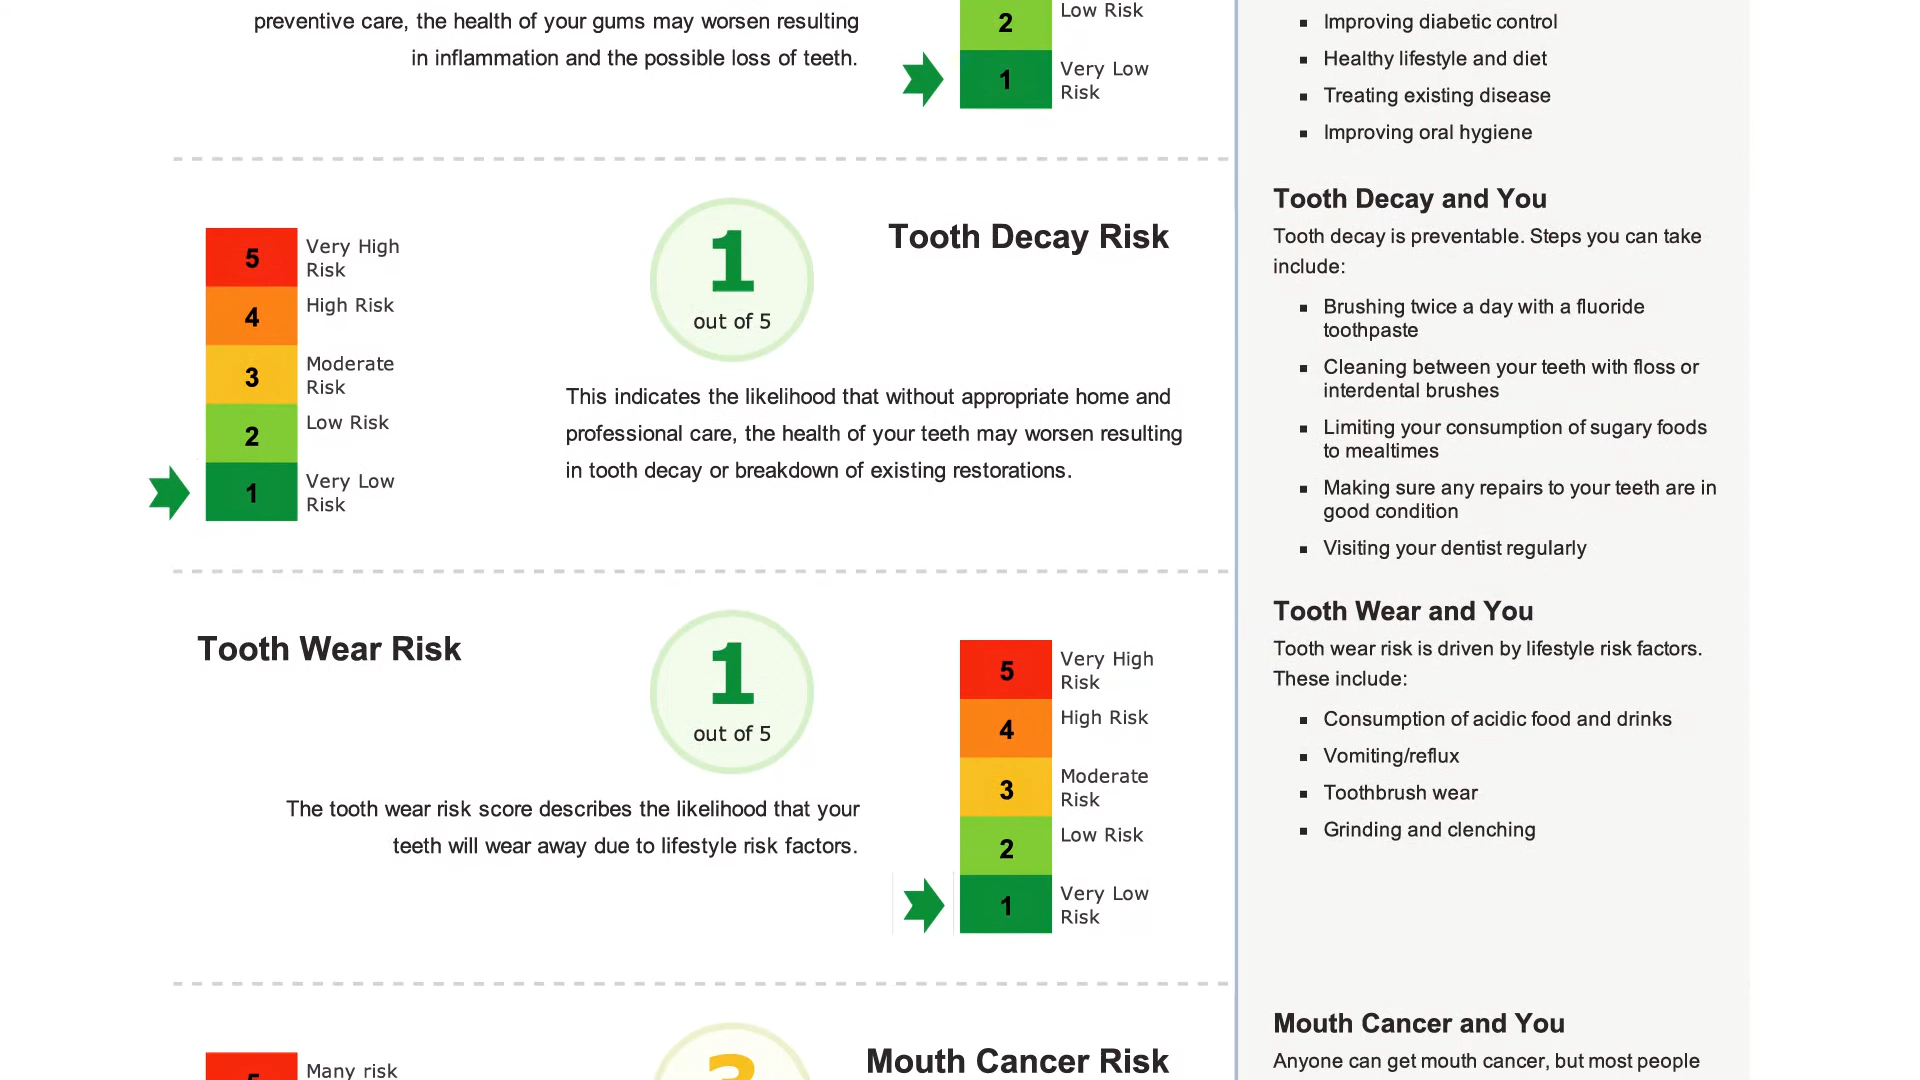 preventive care, the health of your gums may worsen resulting
in inflammation and the possible loss of teeth.
2
Low Risk
1
Very Low
Risk
Improving diabetic control
Healthy lifestyle and diet
Treating existing disease
Improving oral hygiene
5
Very High
Risk
4
High Risk
3
Moderate
Risk
2
Low Risk
1
Very Low
Risk
1
out of 5
Tooth Decay Risk
This indicates the likelihood that without appropriate home and
professional care, the health of your teeth may worsen resulting
in tooth decay or breakdown of existing restorations.
Tooth Decay and You
Tooth decay is preventable. Steps you can take
include:
Brushing twice a day with a fluoride
toothpaste
Cleaning between your teeth with floss or
interdental brushes
Limiting your consumption of sugary foods
to mealtimes
Making sure any repairs to your teeth are in
good condition
Visiting your dentist regularly
Tooth Wear Risk
1
out of 5
The tooth wear risk score describes the likelihood that your
teeth will wear away due to lifestyle risk factors.
5
Very High
Risk
4
High Risk
3
Moderate
Risk
2
Low Risk
1
Very Low
Risk
Tooth Wear and You
Tooth wear risk is driven by lifestyle risk factors.
These include:
Consumption of acidic food and drinks
Vomiting/reflux
Toothbrush wear
Grinding and clenching
5
Many risk
3
Mouth Cancer Risk
Mouth Cancer and You
Anyone can get mouth cancer, but most people